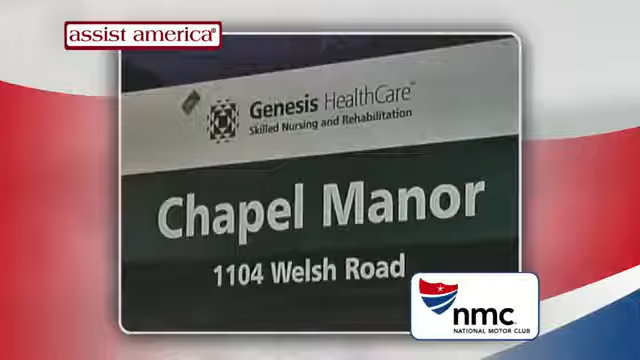 assist america®
Genesis HealthCare™
Skilled Nursing and Rehabilitation
Chapel Manor
1104 Welsh Road
nmc
NATIONAL MOTOR CLUB